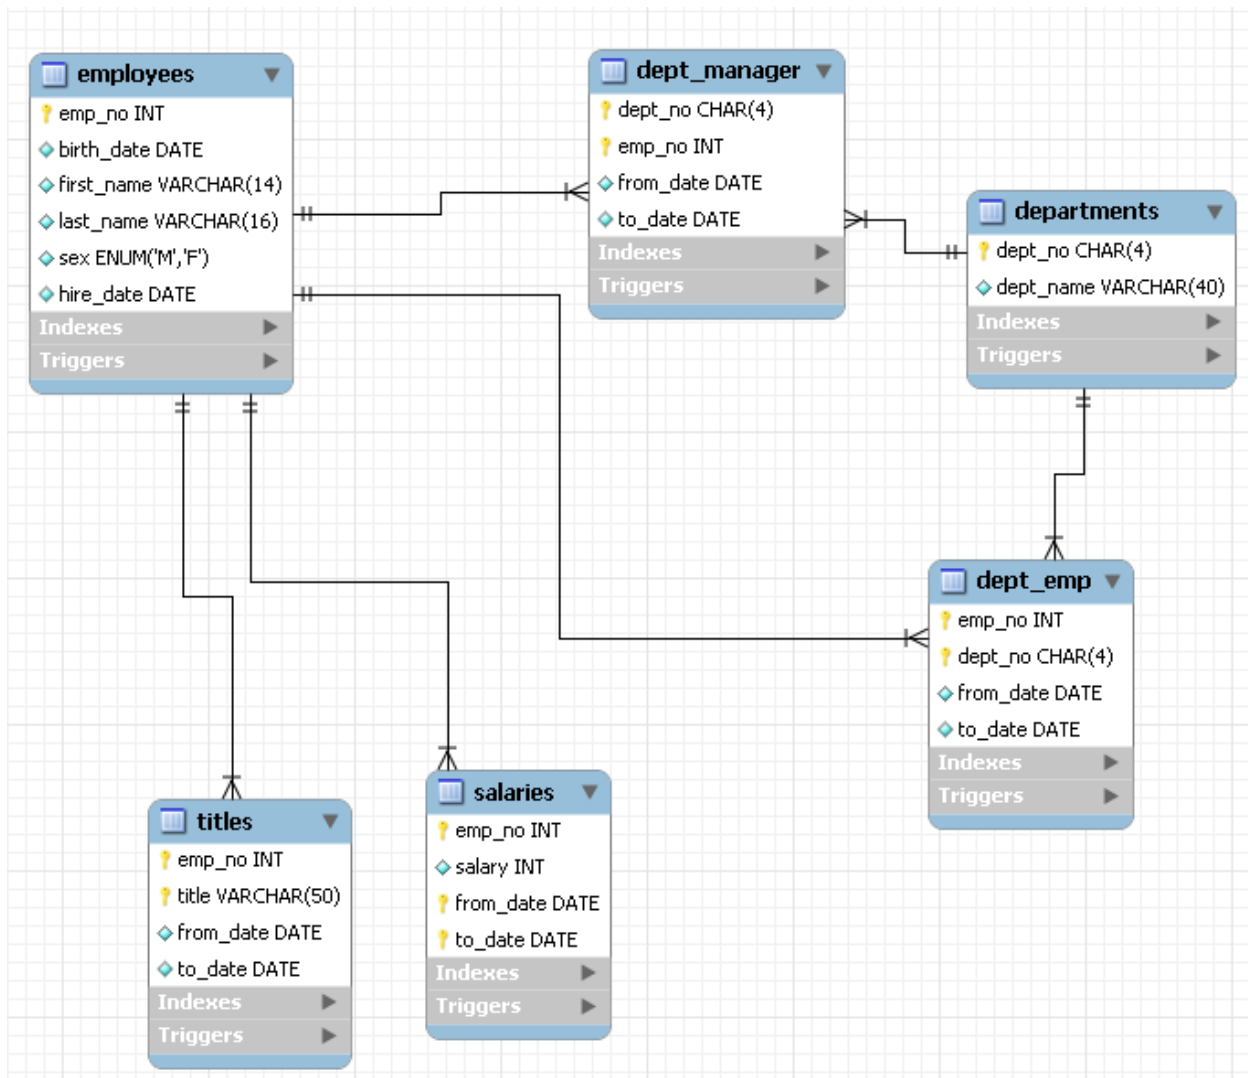 employees
emp_no INT
birth_date DATE
first_name VARCHAR(14)
last_name VARCHAR(16)
sex ENUM('M','F')
hire_date DATE
Indexes
Triggers
dept_manager
dept_no CHAR(4)
emp_no INT
from_date DATE
to_date DATE
Indexes
Triggers
departments
dept_no CHAR(4)
dept_name VARCHAR(40)
Indexes
Triggers
dept_emp
emp_no INT
dept_no CHAR(4)
from_date DATE
to_date DATE
Indexes
Triggers
titles
emp_no INT
title VARCHAR(50)
from_date DATE
to_date DATE
Indexes
Triggers
salaries
emp_no INT
salary INT
from_date DATE
to_date DATE
Indexes
Triggers